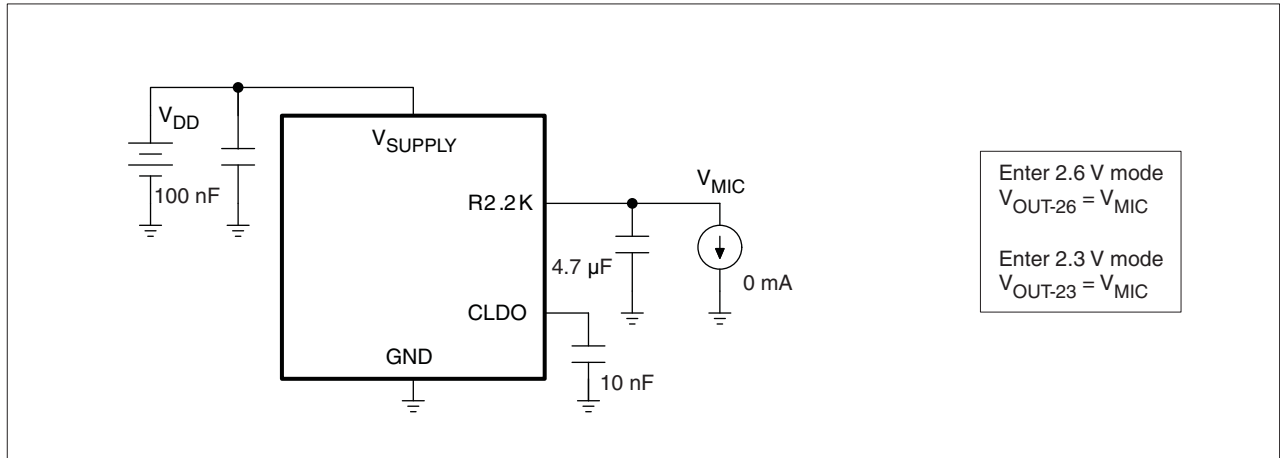 VDD
100 nF
VSUPPLY
R2.2K
CLDO
GND
4.7 µF
10 nF
VMIC
0 mA
Enter 2.6 V mode
VOUT-26 = VMIC
Enter 2.3 V mode
VOUT-23 = VMIC